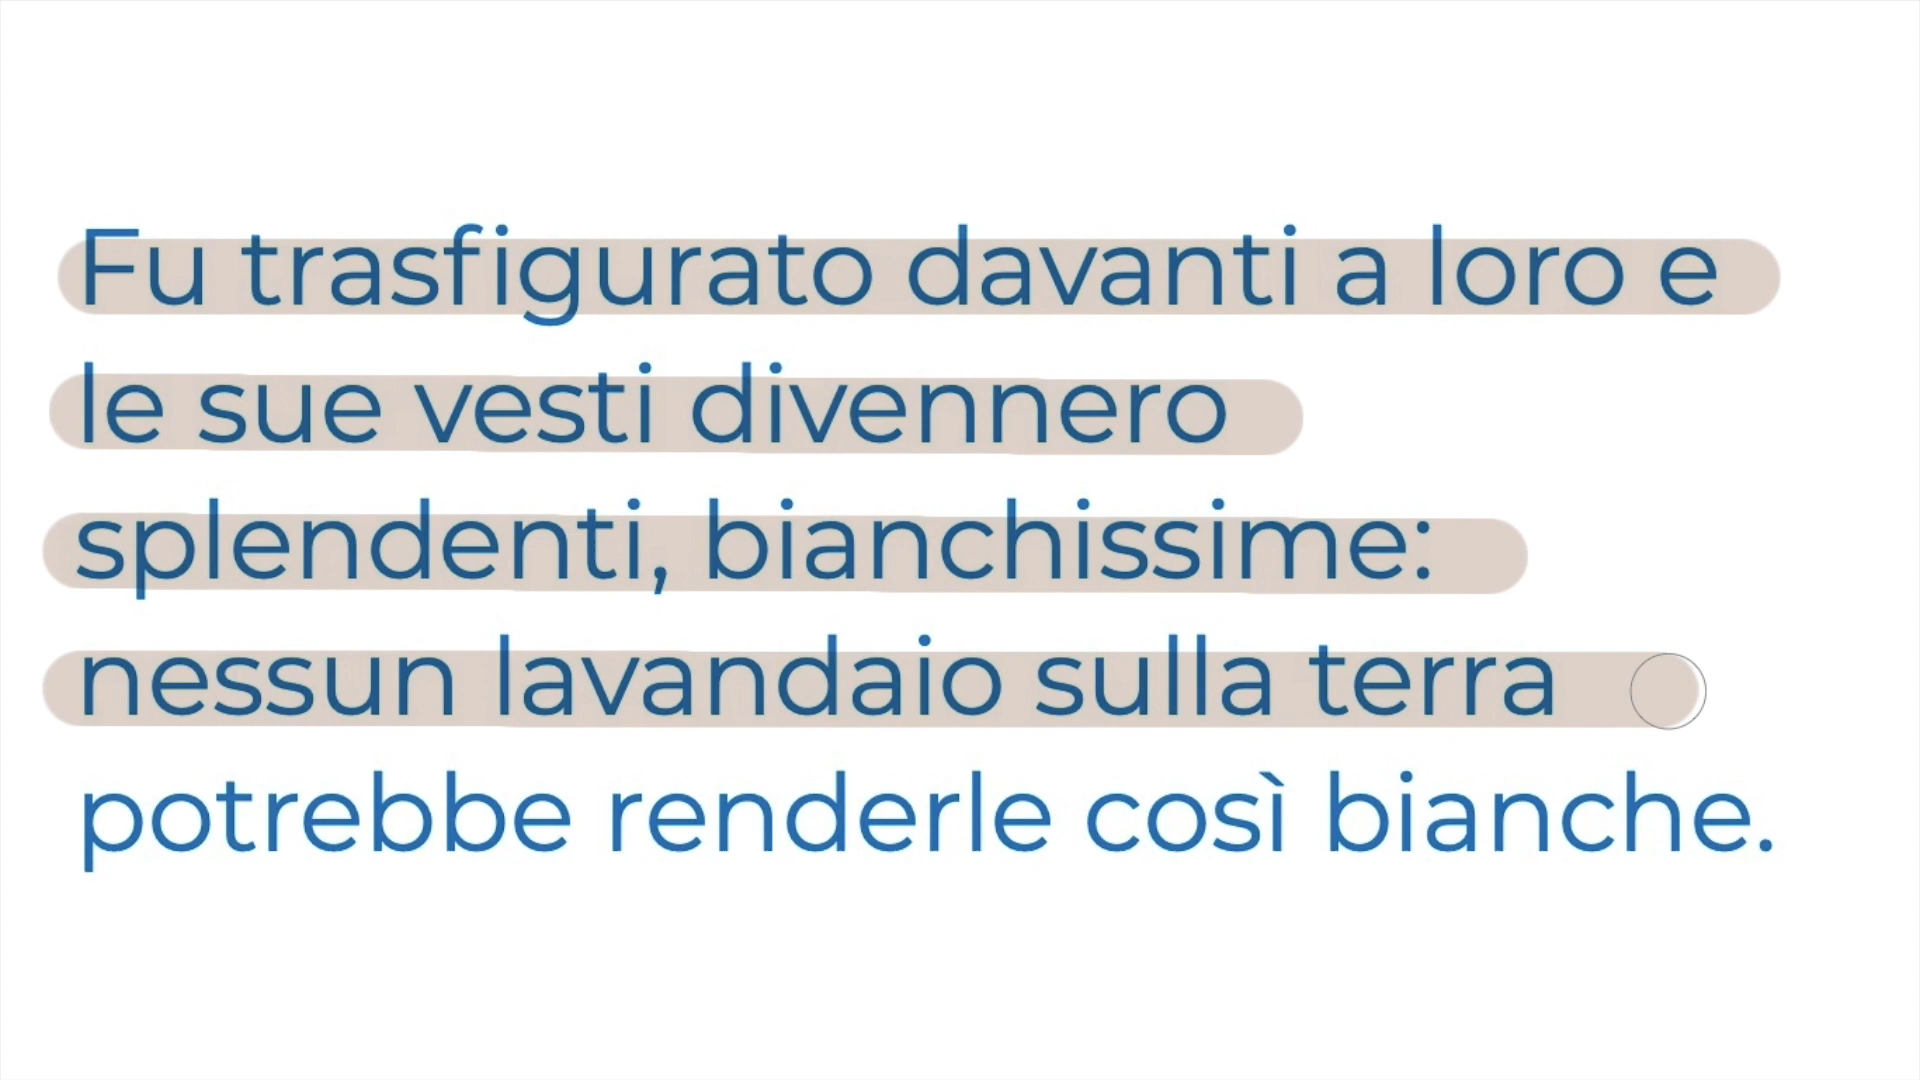 Fu trasfigurato davanti a loro e
le sue vesti divennero
splendenti, bianchissime:
nessun lavandaio sulla terra
potrebbe renderle così bianche.